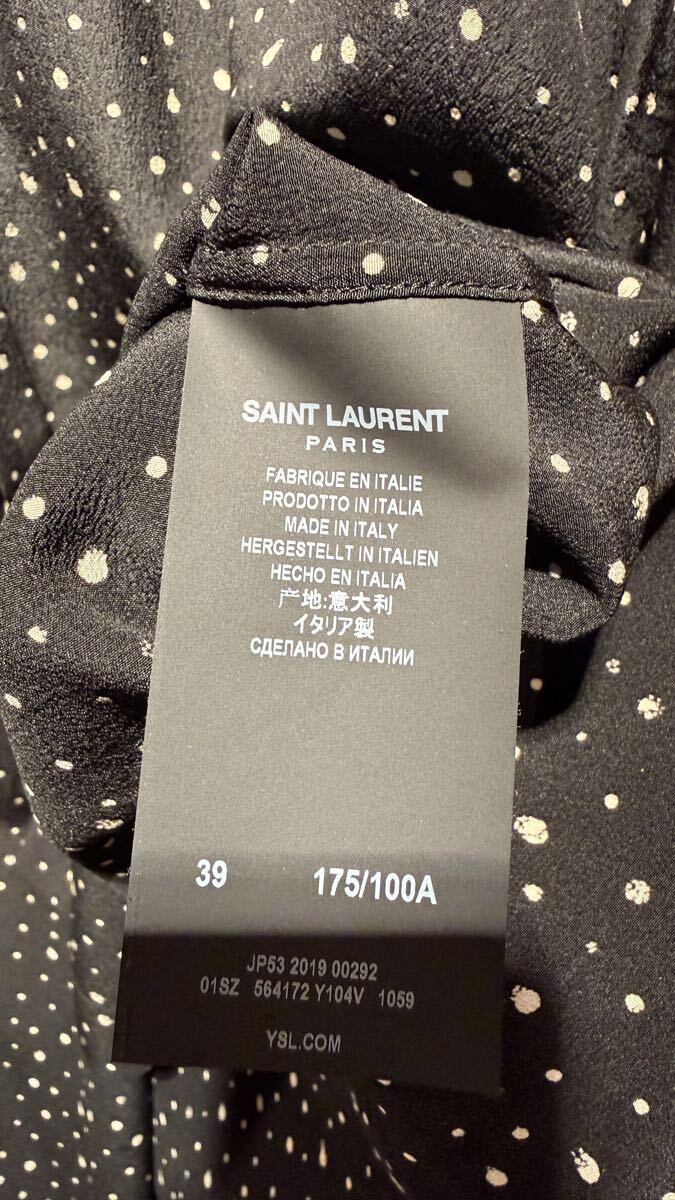 SAINT LAURENT
PARIS
FABRIQUE EN ITALIE
PRODOTTO IN ITALIA
MADE IN ITALY
HERGESTELLT IN ITALIEN
HECHO EN ITALIA
产地:意大利
イタリア製
СДЕЛАНО В ИТАЛИИ
39 175/100A
JP53 2019 00292
01SZ 564172 Y104V 1059
YSL.COM